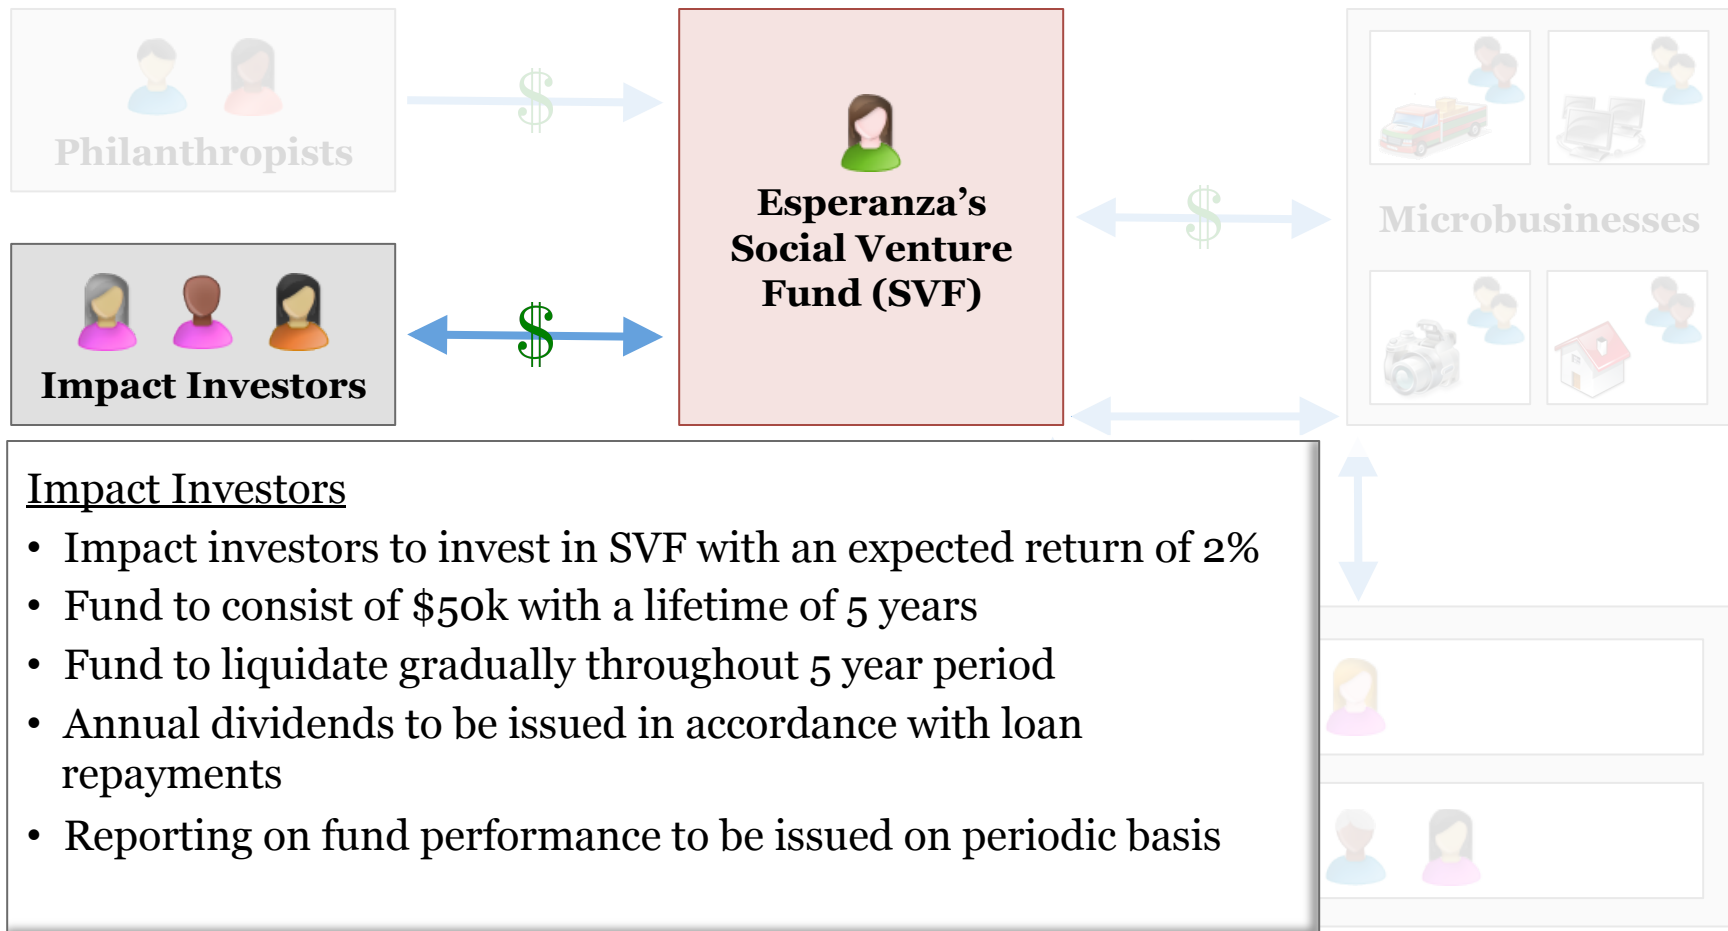 Philanthropists
$
Esperanza’s
Social Venture
Fund (SVF)
$
Microbusinesses
Impact Investors
$
Impact Investors
• Impact investors to invest in SVF with an expected return of 2%
• Fund to consist of $50k with a lifetime of 5 years
• Fund to liquidate gradually throughout 5 year period
• Annual dividends to be issued in accordance with loan
repayments
• Reporting on fund performance to be issued on periodic basis